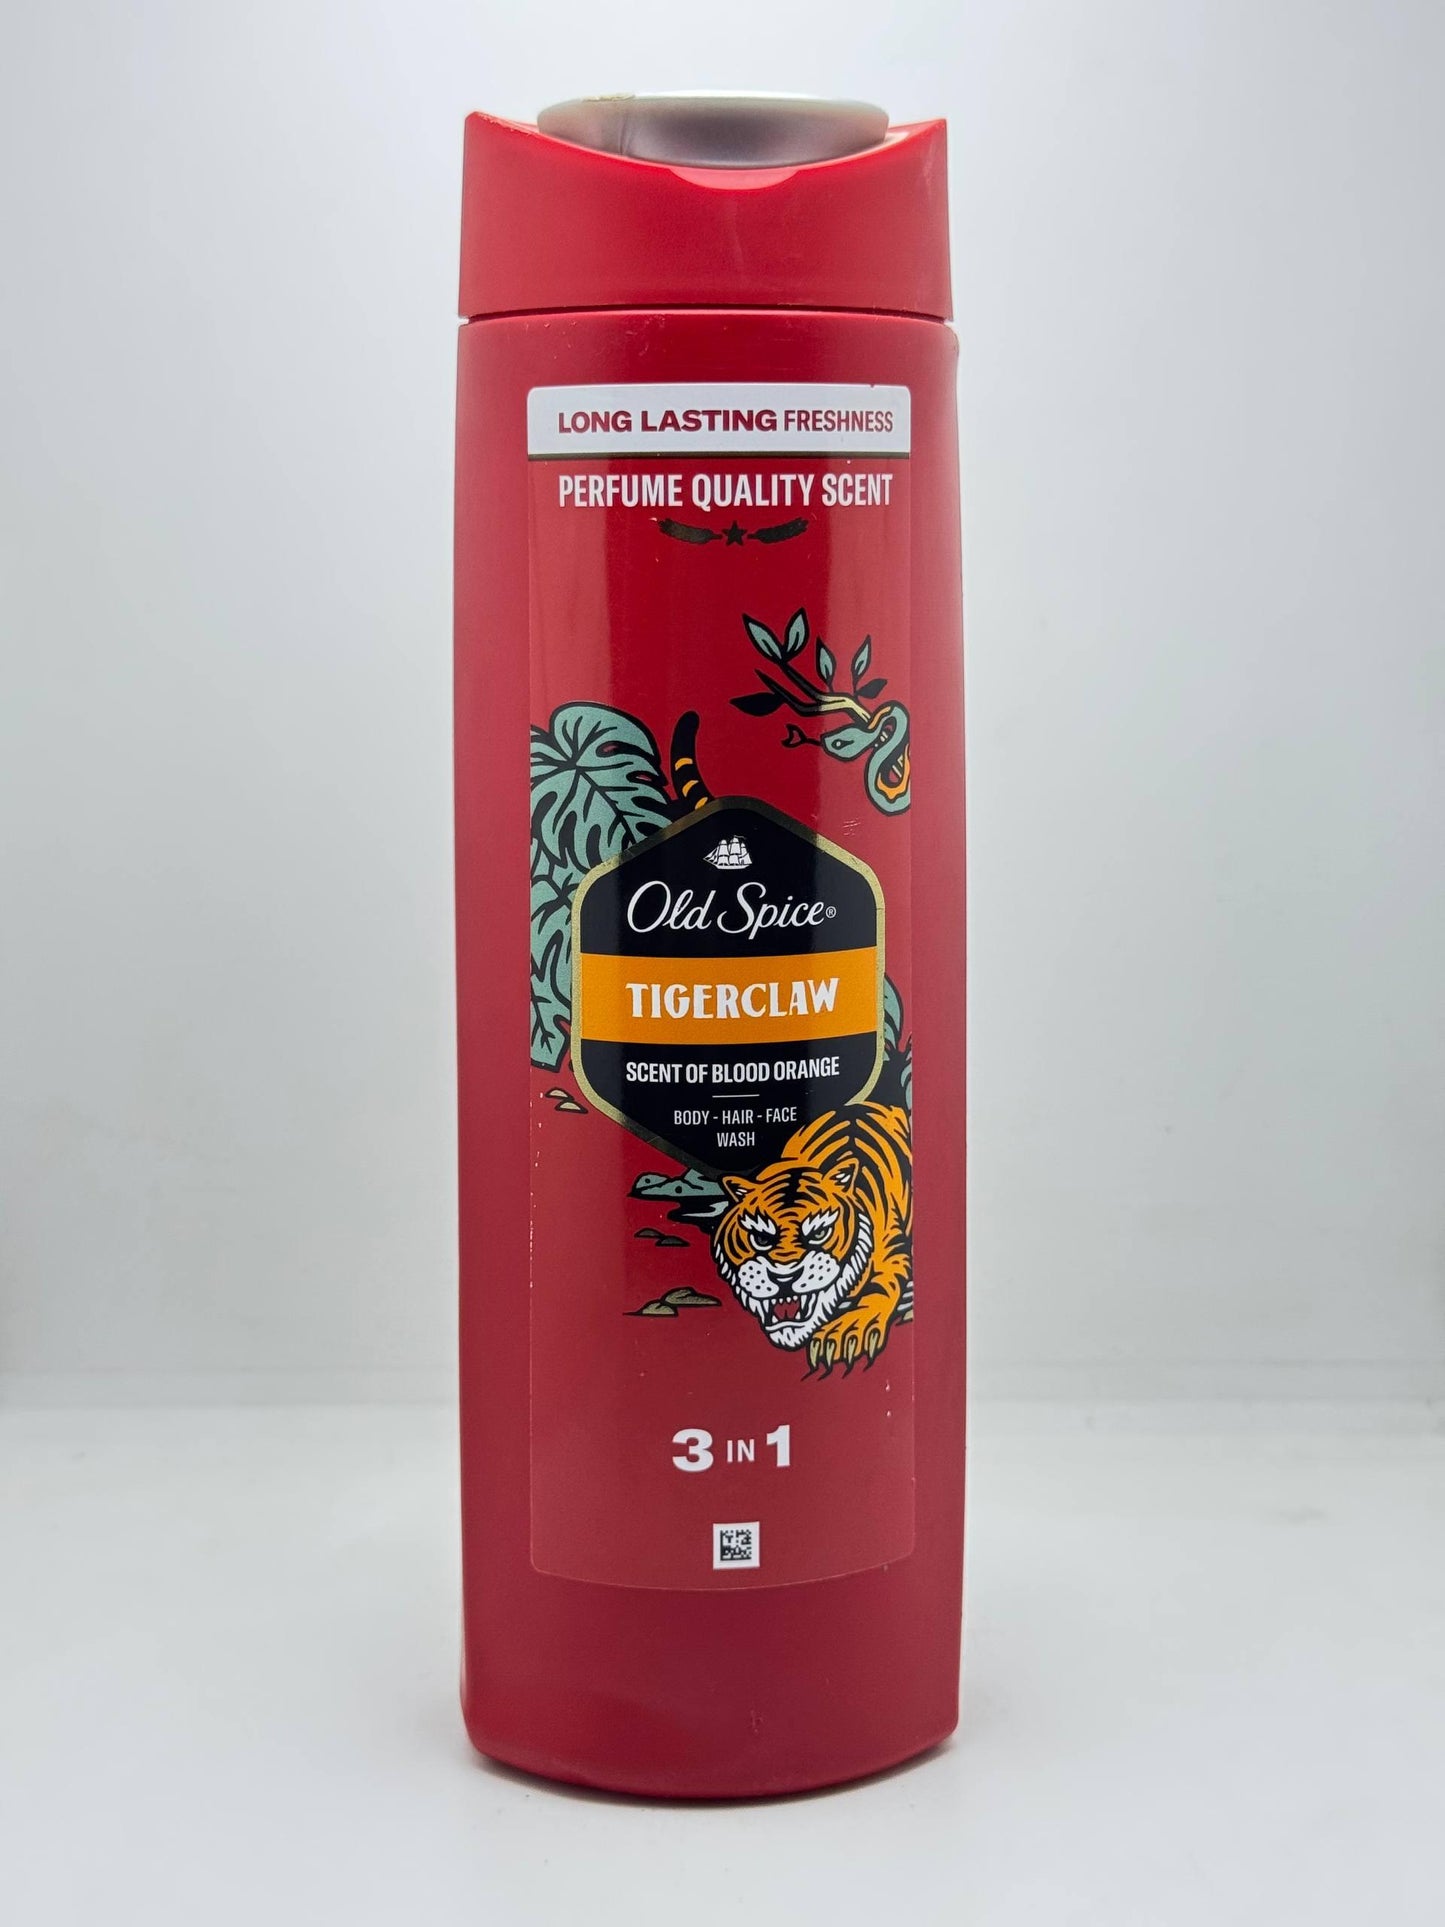 LONG LASTING FRESHNESS
PERFUME QUALITY SCENT
Old Spice®
TIGERCLAW
SCENT OF BLOOD ORANGE
BODY - HAIR - FACE
WASH
3 IN 1